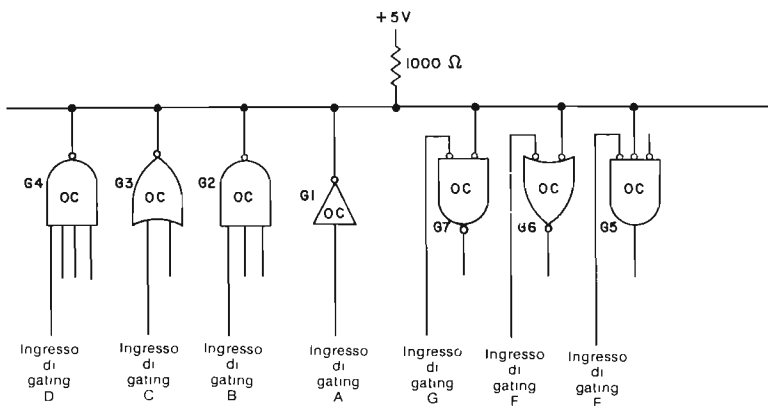 +5V
1000 Ω
G4
OC
G3
OC
G2
OC
G1
OC
OC
G7
OC
G6
OC
G5
Ingresso
di
gating
D
Ingresso
di
gating
C
Ingresso
di
gating
B
Ingresso
di
gating
A
Ingresso
di
gating
G
Ingresso
di
gating
F
Ingresso
di
gating
F